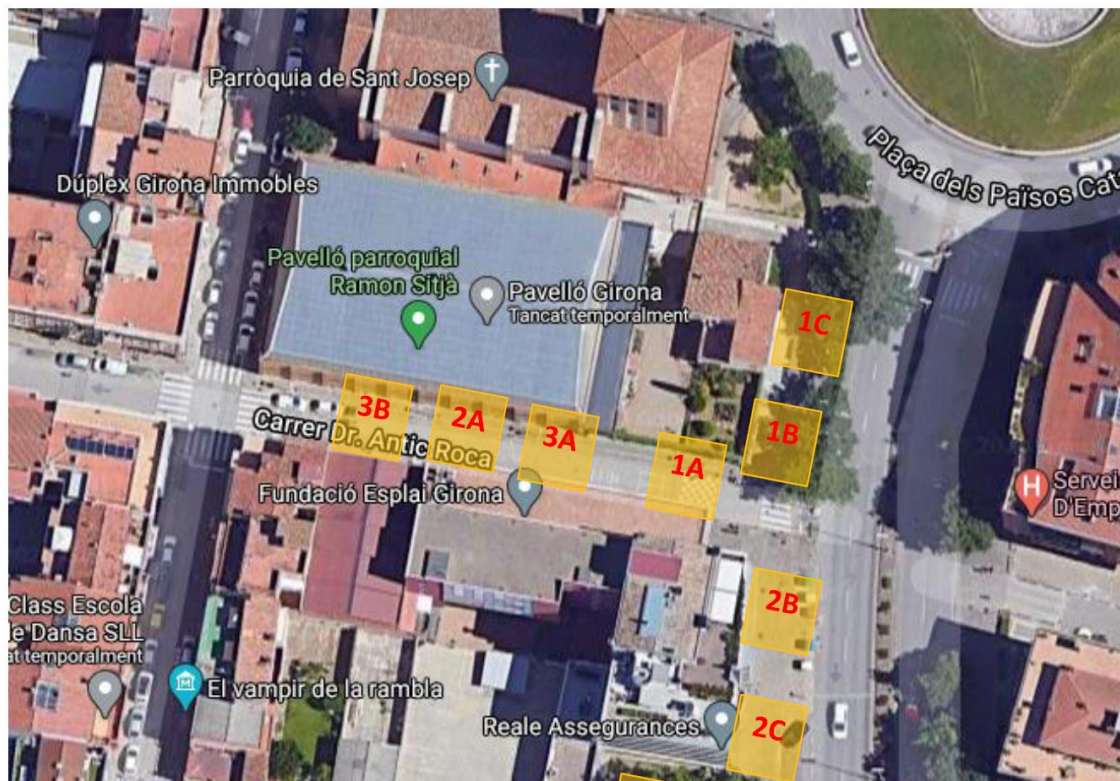 Parròquia de Sant Josep
Plaça dels Països Cat
Dúplex Girona Immobles
Pavelló parroquial
Ramon Sitjà
Pavelló Girona
Tancat temporalment
1C
3B
2A
3A
1B
1A
Carrer Dr. Antic Roca
Fundació Esplai Girona
H
Servei
D'Emp
2B
Class Escola
le Dansa SLL
at temporalment
El vampir de la rambla
Reale Assegurances
2C